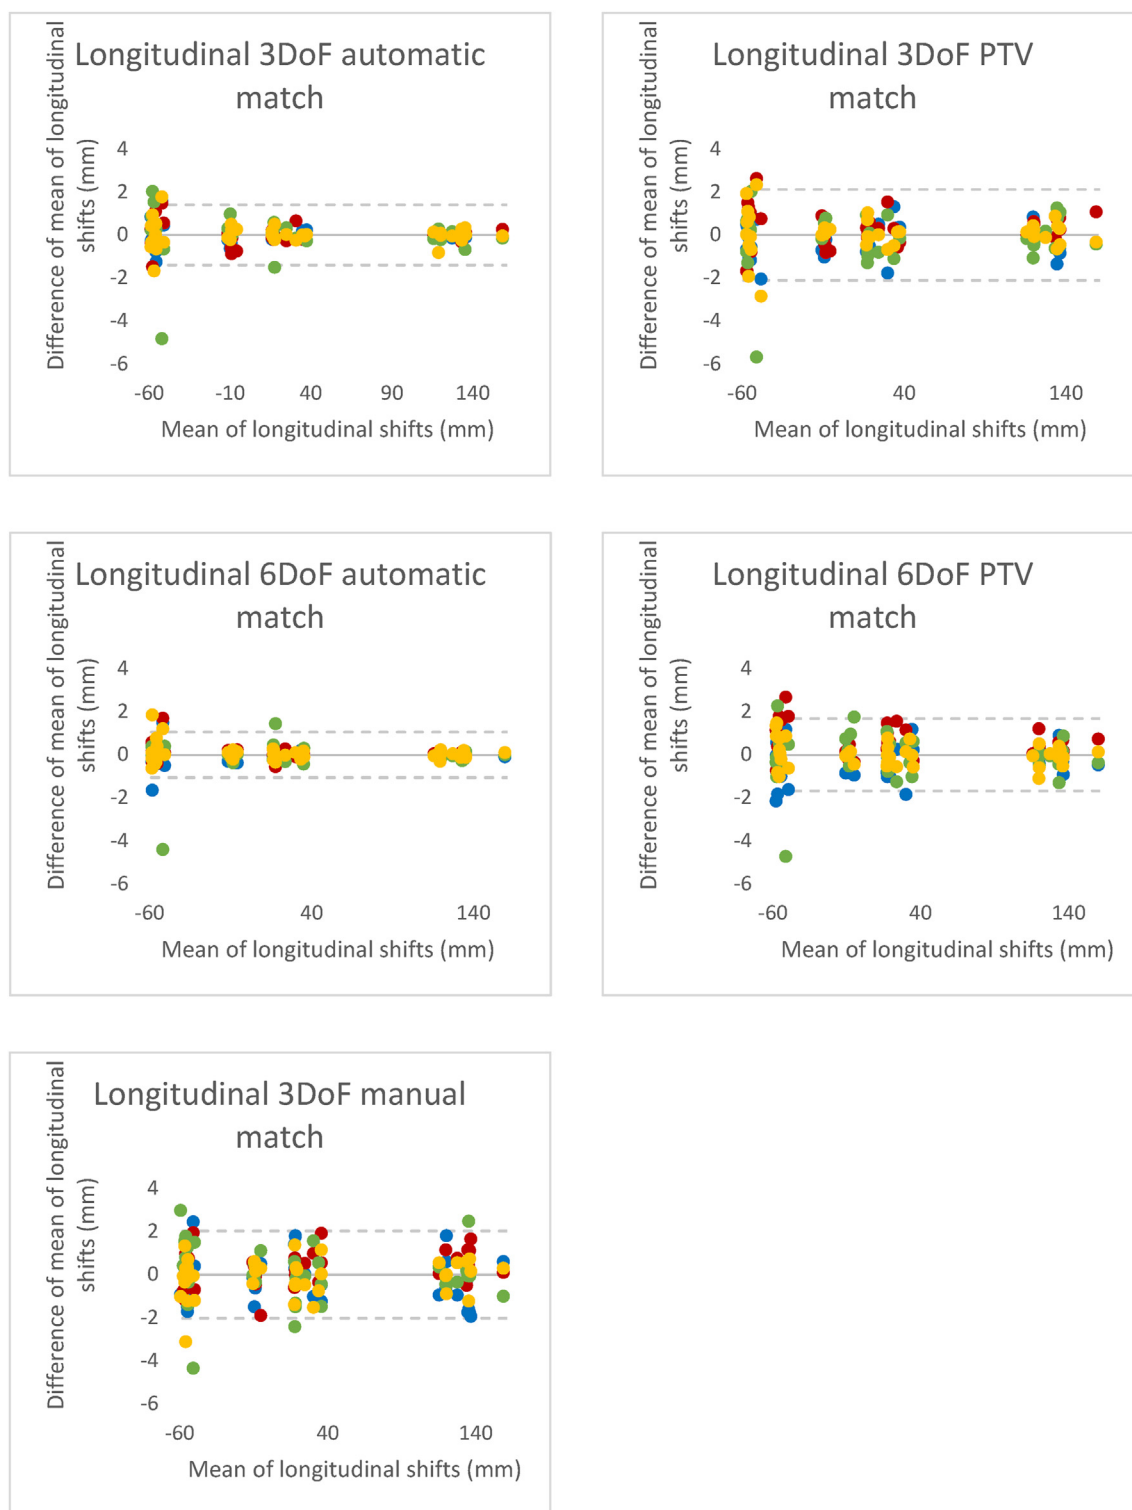 Longitudinal 3DoF automatic
match
Difference of mean of longitudinal
shifts (mm)
4
2
0
-2
-4
-6
-60 -10 40 90 140
Mean of longitudinal shifts (mm)
Longitudinal 3DoF PTV
match
Difference of mean of longitudinal
shifts (mm)
4
2
0
-2
-4
-6
-60 40 140
Mean of longitudinal shifts (mm)
Longitudinal 6DoF automatic
match
Difference of mean of longitudinal
shifts (mm)
4
2
0
-2
-4
-6
-60 40 140
Mean of longitudinal shifts (mm)
Longitudinal 6DoF PTV
match
Difference of mean of longitudinal
shifts (mm)
4
2
0
-2
-4
-6
-60 40 140
Mean of longitudinal shifts (mm)
Longitudinal 3DoF manual
match
Difference of mean of longitudinal
shifts (mm)
4
2
0
-2
-4
-6
-60 40 140
Mean of longitudinal shifts (mm)